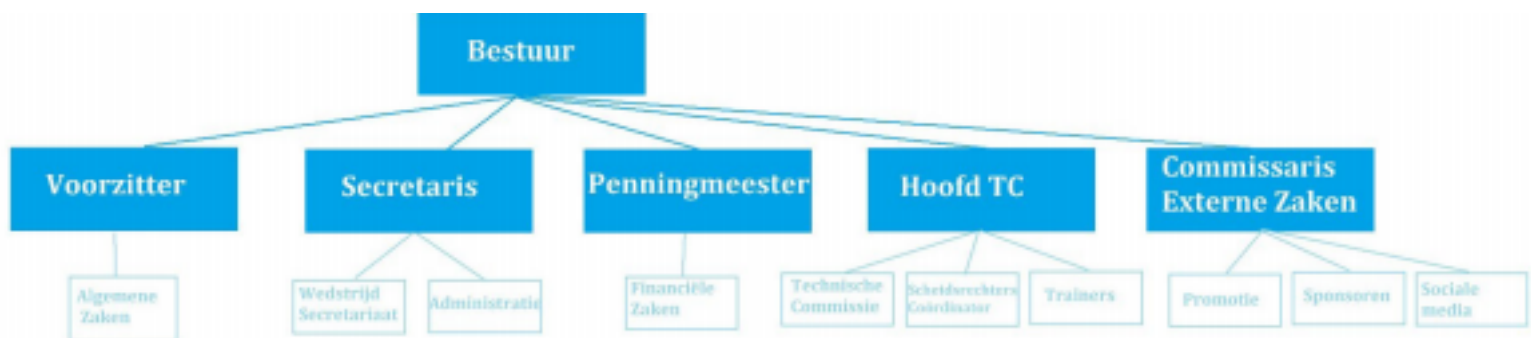 Bestuur
Voorzitter
Secretaris
Penningmeester
Hoofd TC
Commissaris
Externe Zaken
Algemene
Zaken
Wedstrijd
Secretariaat
Administratie
Financiële
Zaken
Technische
Commissie
Scheidsrechters
Coördinator
Trainers
Promotie
Sponsoren
Sociale
media